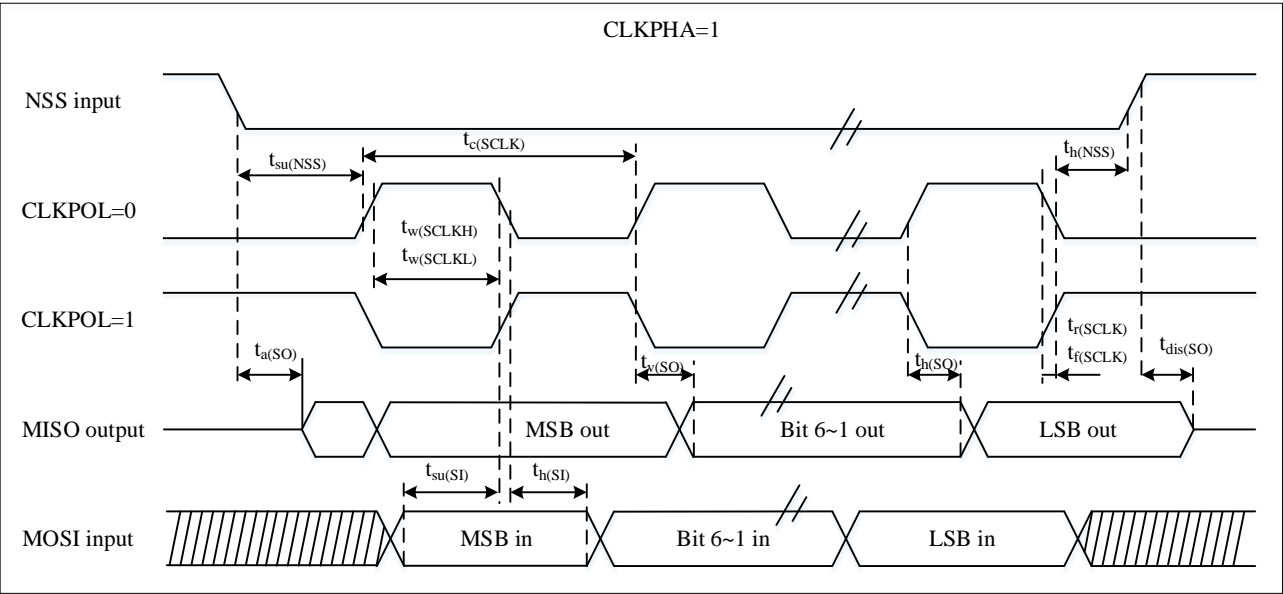 CLKPHA=1
NSS input
tc(SCLK)
tsu(NSS)
th(NSS)
CLKPOL=0
tw(SCLKH)
tw(SCLKL)
CLKPOL=1
tr(SCLK)
tf(SCLK)
ta(SO)
tv(SO)
th(SO)
tdis(SO)
MISO output
MSB out
Bit 6~1 out
LSB out
tsu(SI)
th(SI)
MOSI input
MSB in
Bit 6~1 in
LSB in